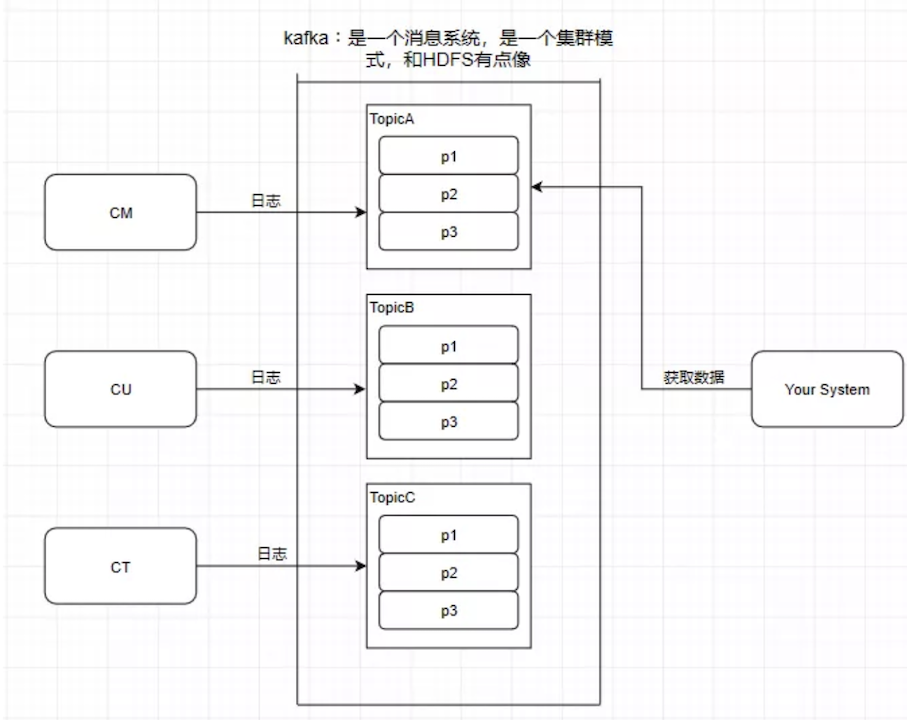 kafka：是一个消息系统，是一个集群模
式，和HDFS有点像
TopicA
p1
p2
p3
CM
日志
TopicB
p1
p2
p3
CU
日志
获取数据
Your System
TopicC
p1
p2
p3
CT
日志